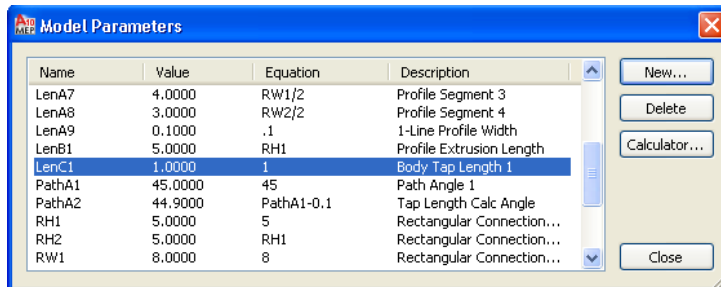 A10 MEP Model Parameters
Name Value Equation Description
LenA7 4.0000 RW1/2 Profile Segment 3
LenA8 3.0000 RW2/2 Profile Segment 4
LenA9 0.1000 .1 1-Line Profile Width
LenB1 5.0000 RH1 Profile Extrusion Length
LenC1 1.0000 1 Body Tap Length 1
PathA1 45.0000 45 Path Angle 1
PathA2 44.9000 PathA1-0.1 Tap Length Calc Angle
RH1 5.0000 5 Rectangular Connection...
RH2 5.0000 RH1 Rectangular Connection...
RW1 8.0000 8 Rectangular Connection...
New...
Delete
Calculator...
Close